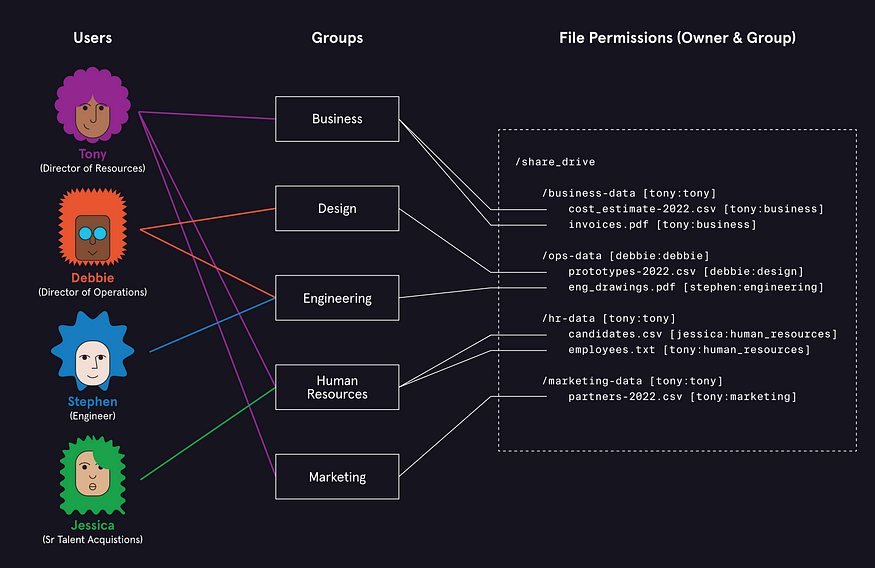 Users
Groups
File Permissions (Owner & Group)
Tony
(Director of Resources)
Debbie
(Director of Operations)
Stephen
(Engineer)
Jessica
(Sr Talent Acquistions)
Business
Design
Engineering
Human
Resources
Marketing
/share_drive
/business-data [tony:tony]
cost_estimate-2022.csv [tony:business]
invoices.pdf [tony:business]
/ops-data [debbie:debbie]
prototypes-2022.csv [debbie:design]
eng_drawings.pdf [stephen:engineering]
/hr-data [tony:tony]
candidates.csv [jessica:human_resources]
employees.txt [tony:human_resources]
/marketing-data [tony:tony]
partners-2022.csv [tony:marketing]